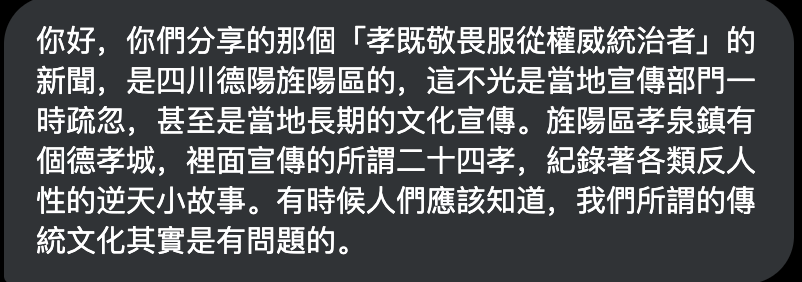 你好，你們分享的那個「孝既敬畏服從權威統治者」的
新聞，是四川德陽旌陽區的，這不光是當地宣傳部門一
時疏忽，甚至是當地長期的文化宣傳。旌陽區孝泉鎮有
個德孝城，裡面宣傳的所謂二十四孝，紀錄著各類反人
性的逆天小故事。有時候人們應該知道，我們所謂的傳
統文化其實是有問題的。